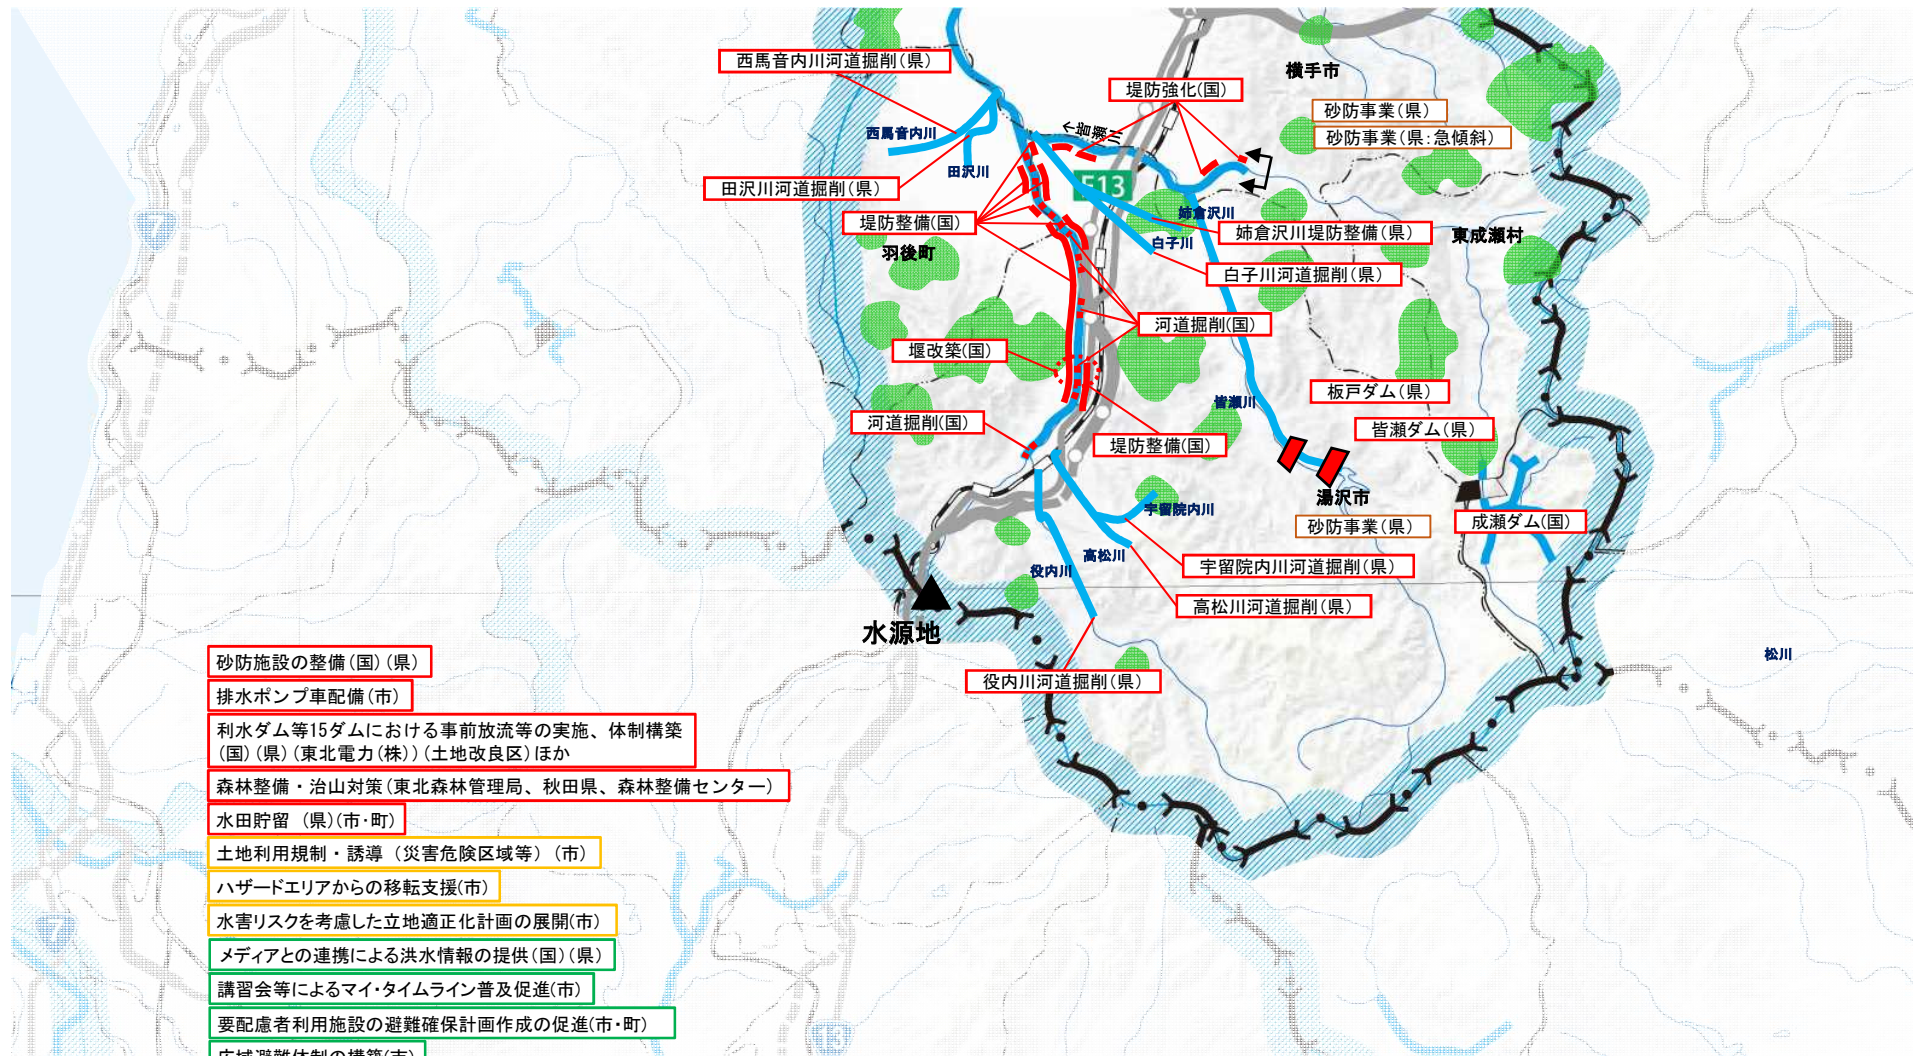 西馬音内川河道掘削(県)
横手市
堤防強化(国)
砂防事業(県)
砂防事業(県:急傾斜)
西馬音内川
田沢川
田沢川河道掘削(県)
E13
堤防整備(国)
羽後町
姉倉沢川
姉倉沢川堤防整備(県)
東成瀬村
白子川
白子川河道掘削(県)
河道掘削(国)
堰改築(国)
板戸ダム(県)
皆瀬川
皆瀬ダム(県)
河道掘削(国)
堤防整備(国)
湯沢市
宇留院内川
砂防事業(県)
成瀬ダム(国)
高松川
役内川
宇留院内川河道掘削(県)
高松川河道掘削(県)
水源地
役内川河道掘削(県)
松川
砂防施設の整備(国)(県)
排水ポンプ車配備(市)
利水ダム等15ダムにおける事前放流等の実施、体制構築
(国)(県)(東北電力(株))(土地改良区)ほか
森林整備・治山対策(東北森林管理局、秋田県、森林整備センター)
水田貯留 (県)(市・町)
土地利用規制・誘導(災害危険区域等)(市)
ハザードエリアからの移転支援(市)
水害リスクを考慮した立地適正化計画の展開(市)
メディアとの連携による洪水情報の提供(国)(県)
講習会等によるマイ・タイムライン普及促進(市)
要配慮者利用施設の避難確保計画作成の促進(市・町)
広域避難体制の構築(市)